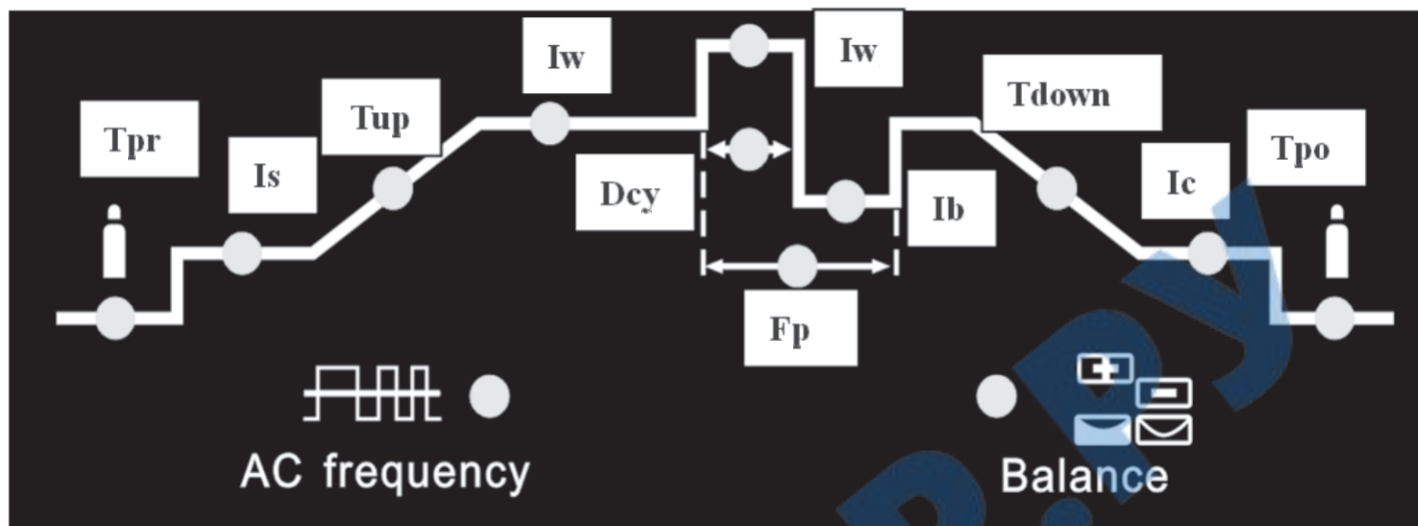 Tpr
Is
Tup
Iw
Dcy
Fp
Iw
Ib
Tdown
Ic
Tpo
AC frequency
Balance